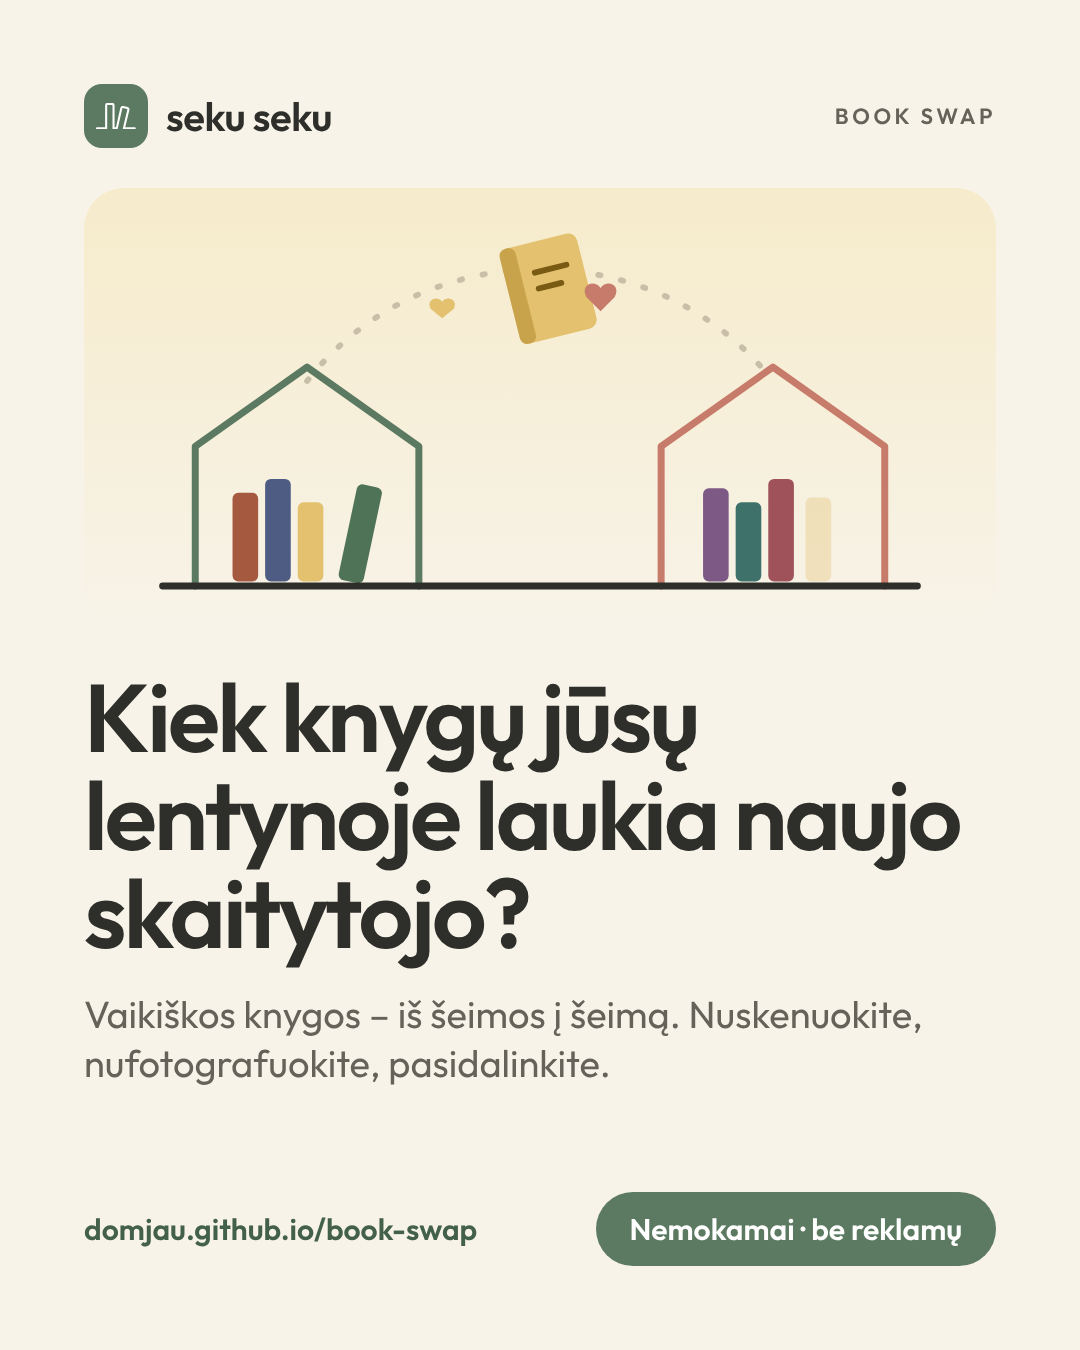 seku seku
BOOK SWAP
Kiek knygų jūsų
lentynoje laukia naujo
skaitytojo?
Vaikiškos knygos – iš šeimos į šeimą. Nuskenuokite,
nufotografuokite, pasidalinkite.
domjau.github.io/book-swap
Nemokamai · be reklamų